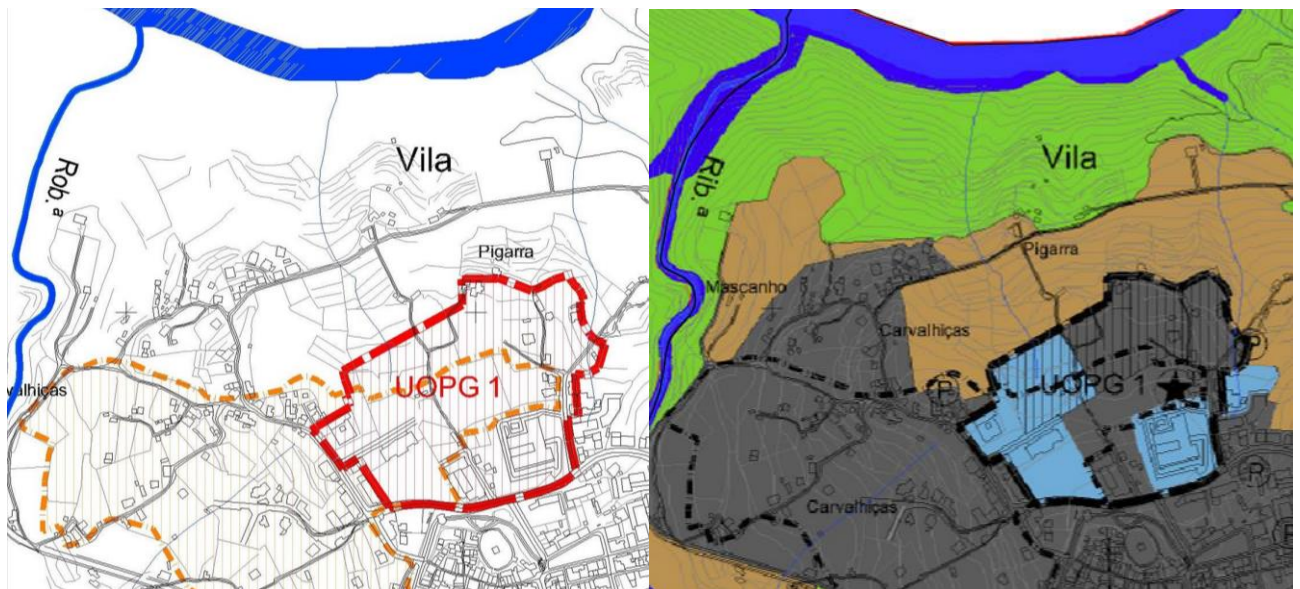 Rob. a
Vila
Pigarra
valhiças
UOPG 1
Rib. a
Vila
Pigarra
Mascanho
Carvalhiças
P
P
UOPG 1
R
Carvalhiças